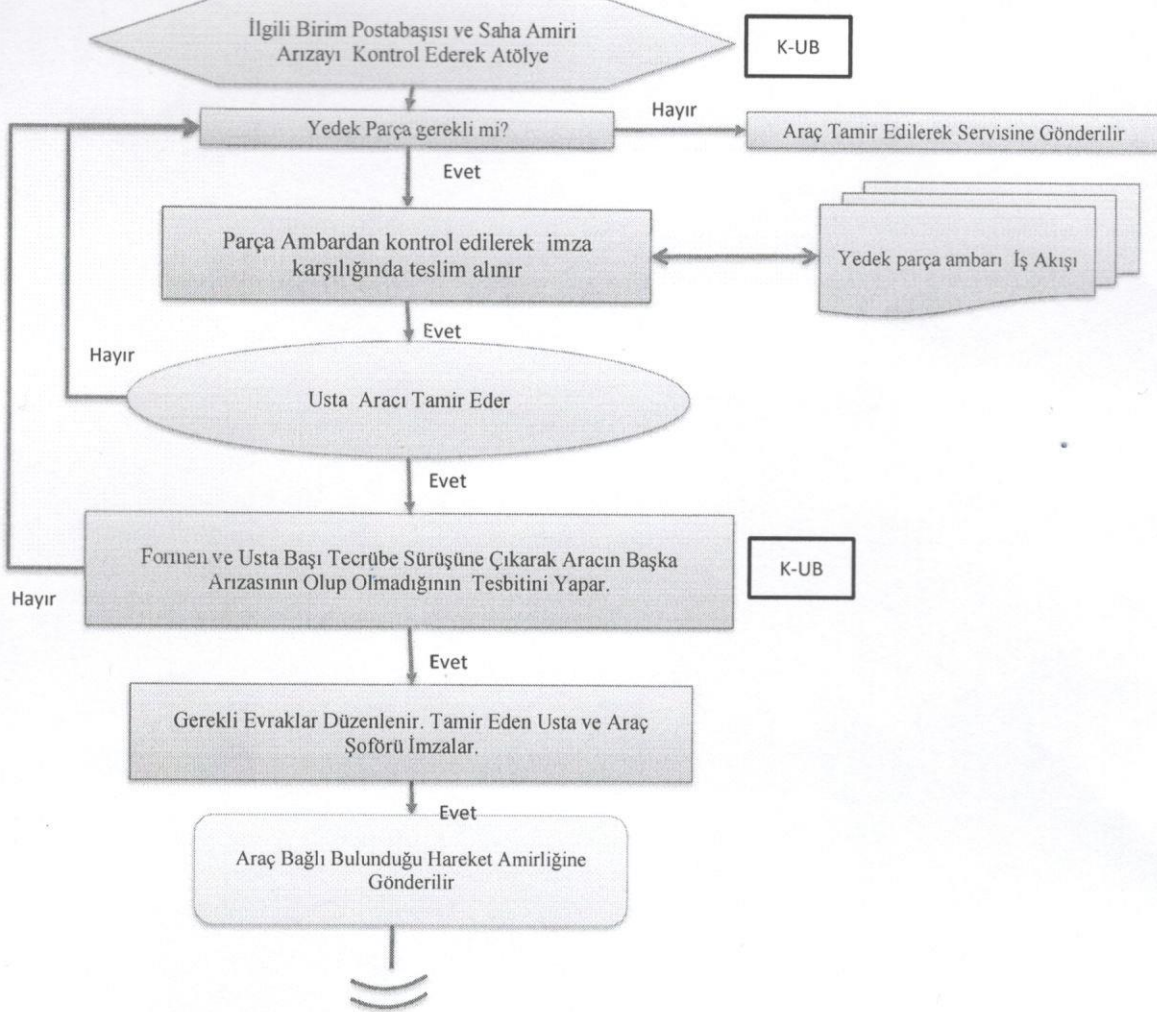 İlgili Birim Postabaşısı ve Saha Amiri
Arızayı Kontrol Ederek Atölye
K-UB
Yedek Parça gerekli mi?
Hayır
Araç Tamir Edilerek Servisine Gönderilir
Evet
Parça Ambardan kontrol edilerek imza
karşılığında teslim alınır
Yedek parça ambarı İş Akışı
Evet
Hayır
Usta Aracı Tamir Eder
Evet
Formen ve Usta Başı Tecrübe Sürüşüne Çıkarak Aracın Başka
Arızasının Olup Olmadığının Tesbitini Yapar.
K-UB
Hayır
Evet
Gerekli Evraklar Düzenlenir. Tamir Eden Usta ve Araç
Şoförü İmzalar.
Evet
Araç Bağlı Bulunduğu Hareket Amirliğine
Gönderilir